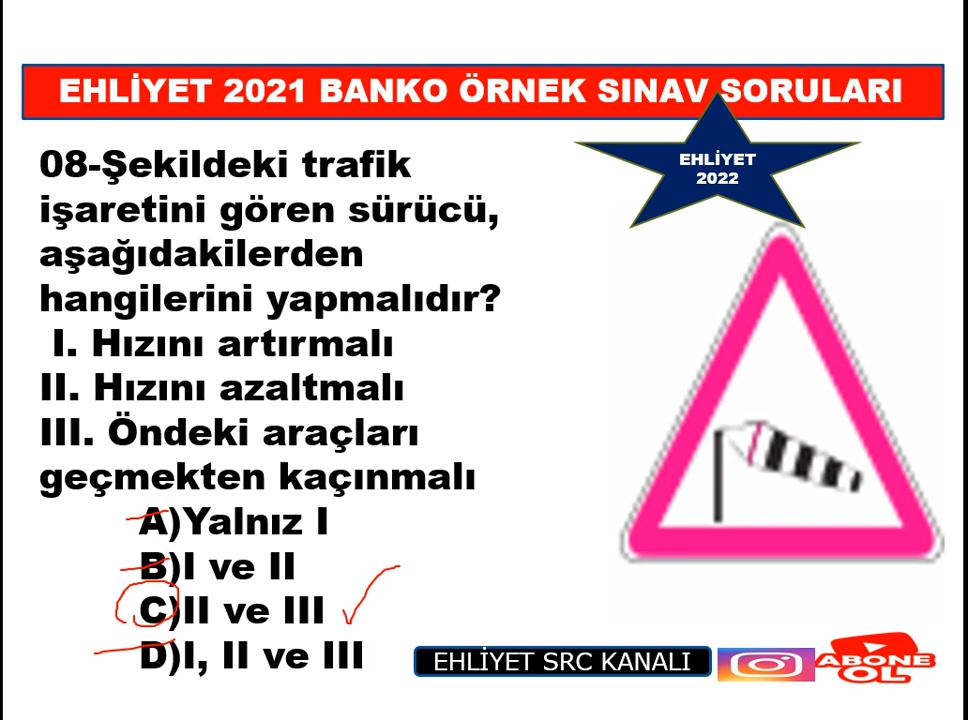 EHLİYET 2021 BANKO ÖRNEK SINAV SORULARI
EHLİYET
2022
08-Şekildeki trafik
işaretini gören sürücü,
aşağıdakilerden
hangilerini yapmalıdır?
I. Hızını artırmalı
II. Hızını azaltmalı
III. Öndeki araçları
geçmekten kaçınmalı
A)Yalnız I
B)I ve II
C)II ve III
D)I, II ve III
EHLİYET SRC KANALI
ABONE
OL